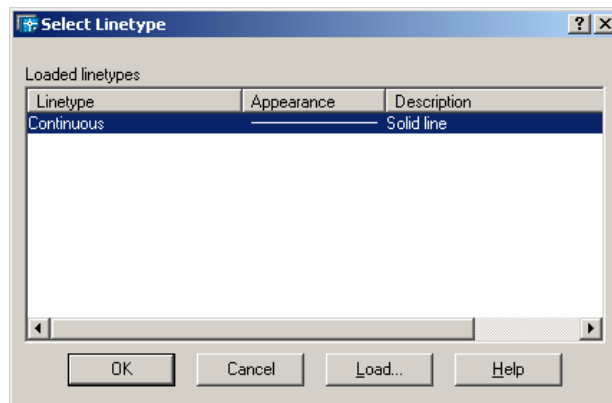 Select Linetype
Loaded linetypes
Linetype Appearance Description
Continuous Solid line
OK Cancel Load... Help